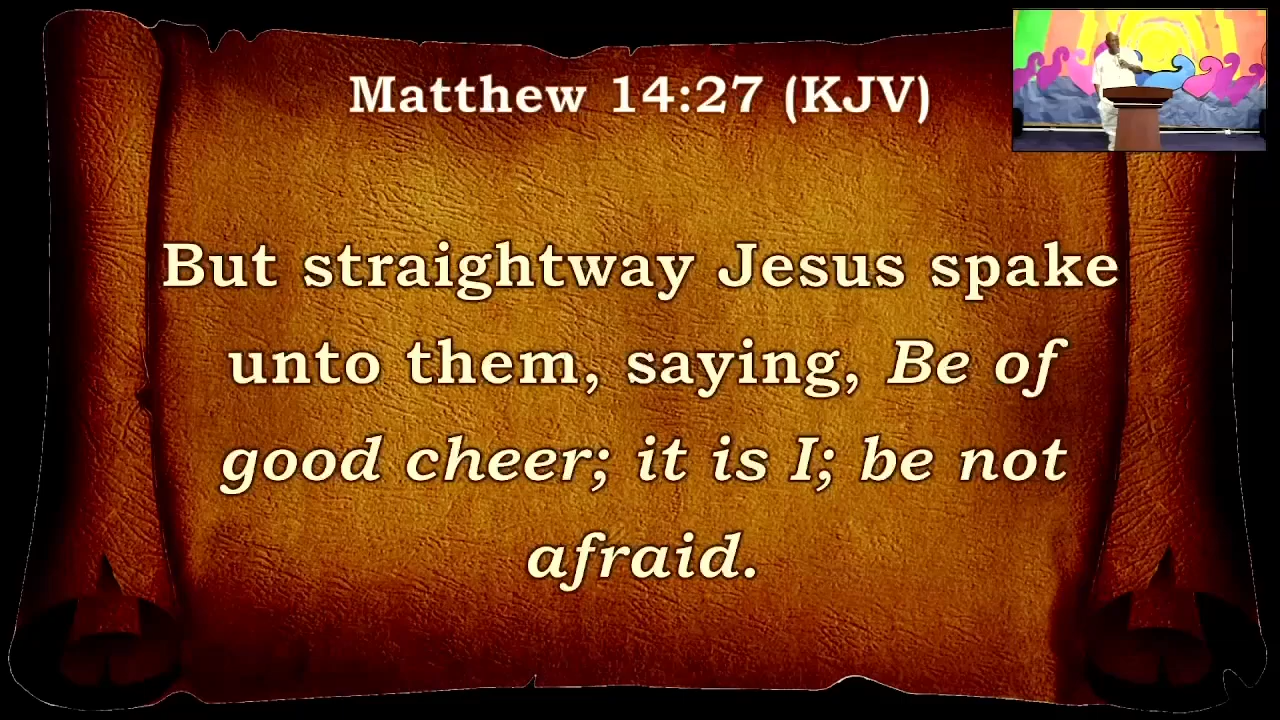 Matthew 14:27 (KJV)
But straightway Jesus spake
unto them, saying, Be of
good cheer; it is I; be not
afraid.